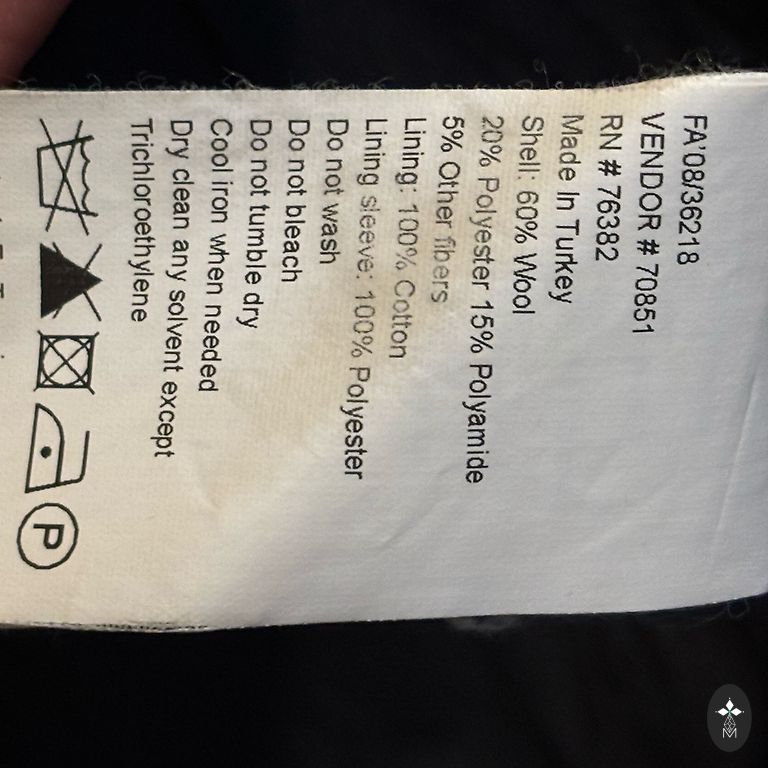 FA'08/36218
VENDOR # 70851
RN # 76382
Made In Turkey
Shell: 60% Wool
20% Polyester 15% Polyamide
5% Other fibers
Lining: 100% Cotton
Lining sleeve: 100% Polyester
Do not wash
Do not bleach
Do not tumble dry
Cool iron when needed
Dry clean any solvent except
Trichloroethylene
P
M